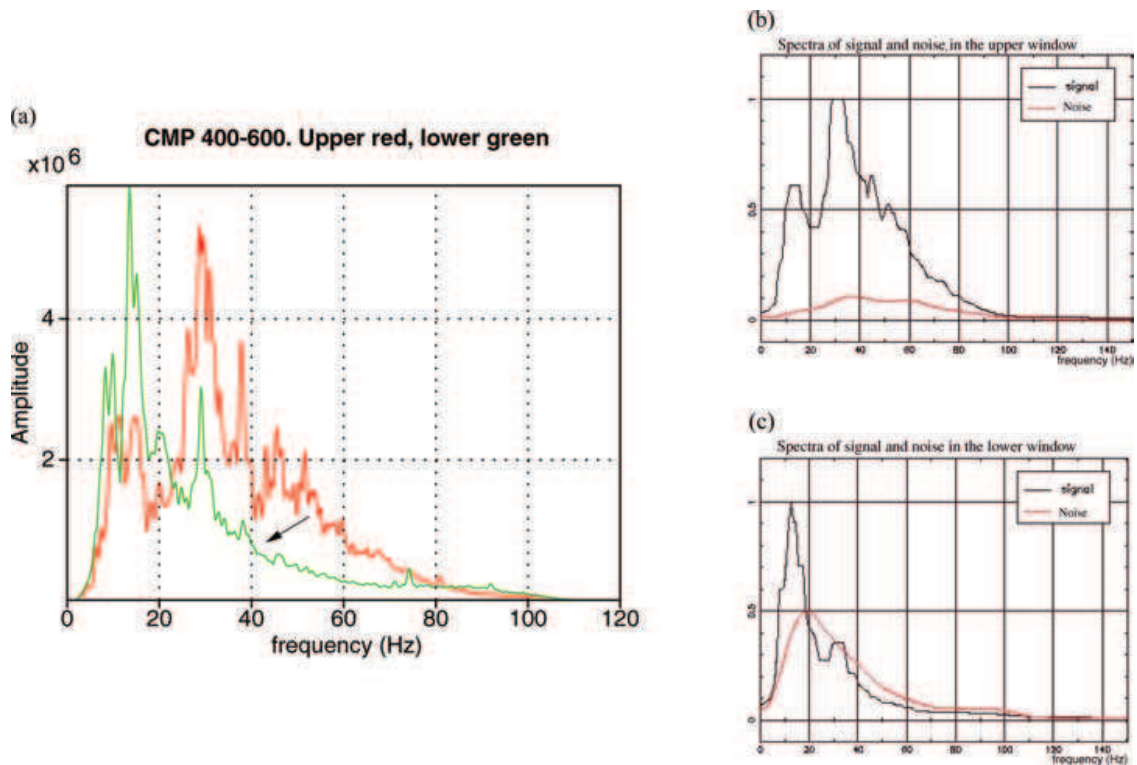 (a)
CMP 400-600. Upper red, lower green
x10 6
Amplitude
4
2
0 20 40 60 80 100 120
frequency (Hz)
(b)
Spectra of signal and noise in the upper window
signal
Noise
1
0.5
0
0 20 40 60 80 100 120 140
frequency (Hz)
(c)
Spectra of signal and noise in the lower window
signal
Noise
1
0.5
0
0 20 40 60 80 100 120 140
frequency (Hz)